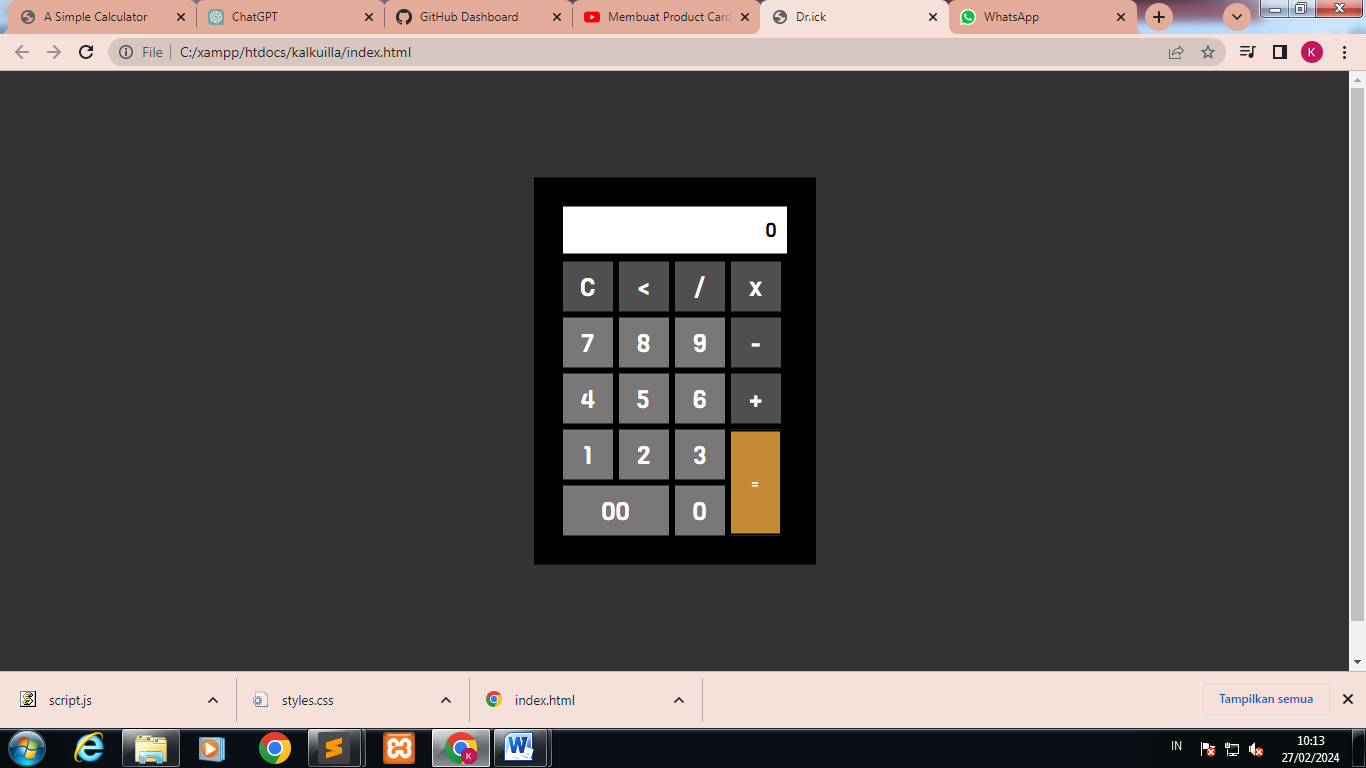 A Simple Calculator
ChatGPT
GitHub Dashboard
Membuat Product Card
Dr.ick
WhatsApp
File
C:/xampp/htdocs/kalkuilla/index.html
K
0
C < / x
7 8 9 -
4 5 6 +
1 2 3
=
00 0
script.js
styles.css
index.html
Tampilkan semua
K
W
IN
10:13
27/02/2024